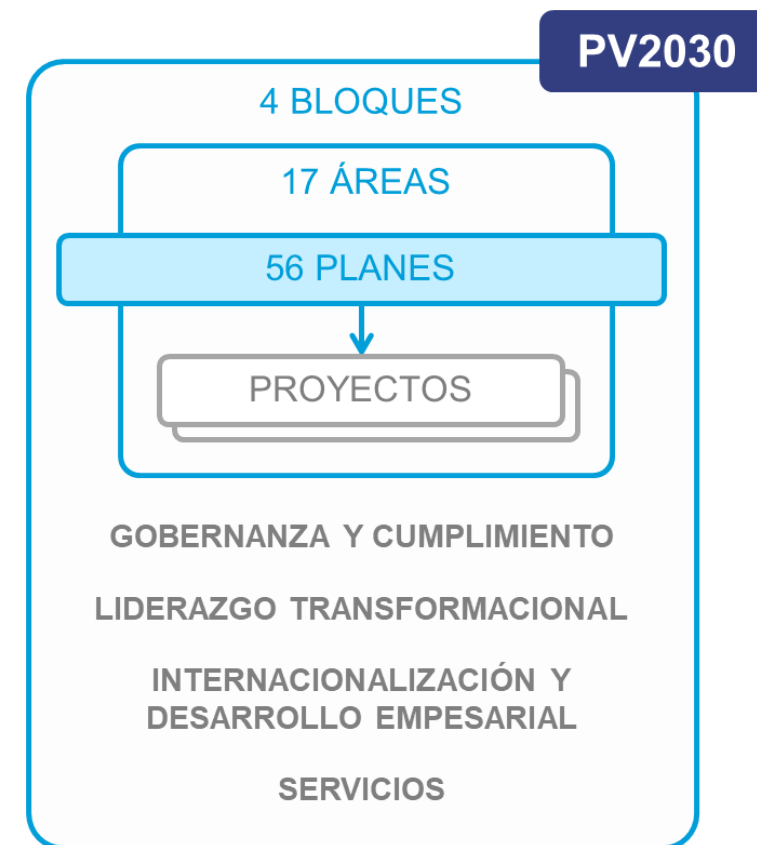 PV2030
4 BLOQUES
17 ÁREAS
56 PLANES
PROYECTOS
GOBERNANZA Y CUMPLIMIENTO
LIDERAZGO TRANSFORMACIONAL
INTERNACIONALIZACIÓN Y
DESARROLLO EMPESARIAL
SERVICIOS